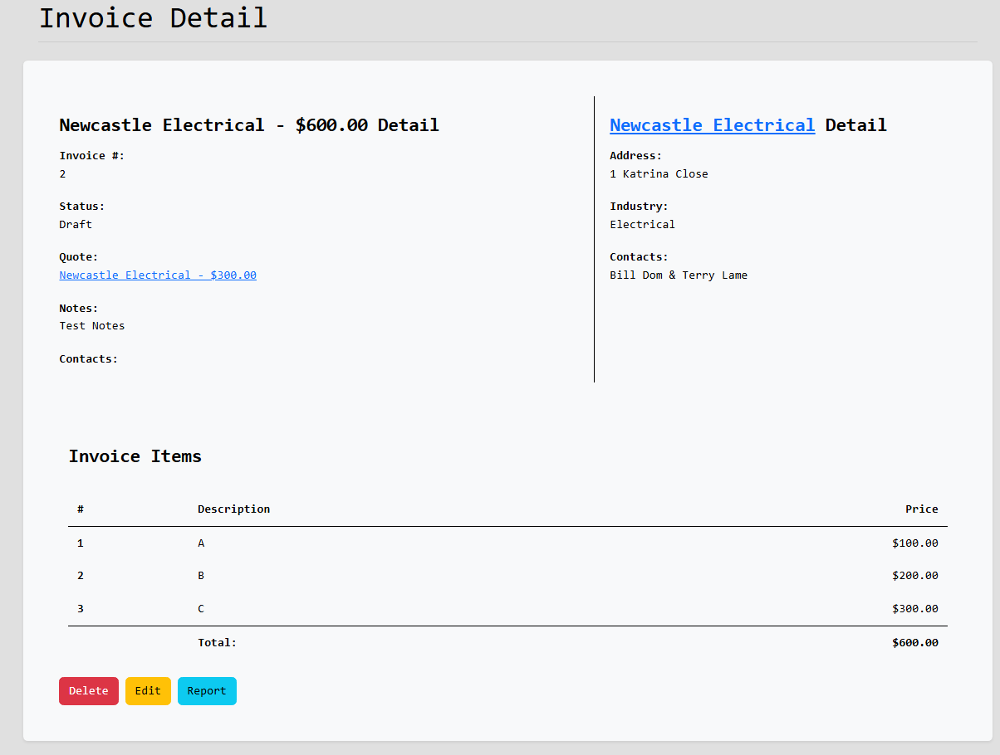 Invoice Detail
Newcastle Electrical - $600.00 Detail
Invoice #:
2
Status:
Draft
Quote:
Newcastle Electrical - $300.00
Notes:
Test Notes
Contacts:
Newcastle Electrical Detail
Address:
1 Katrina Close
Industry:
Electrical
Contacts:
Bill Dom & Terry Lame
Invoice Items
# Description Price
1 A $100.00
2 B $200.00
3 C $300.00
Total: $600.00
Delete Edit Report